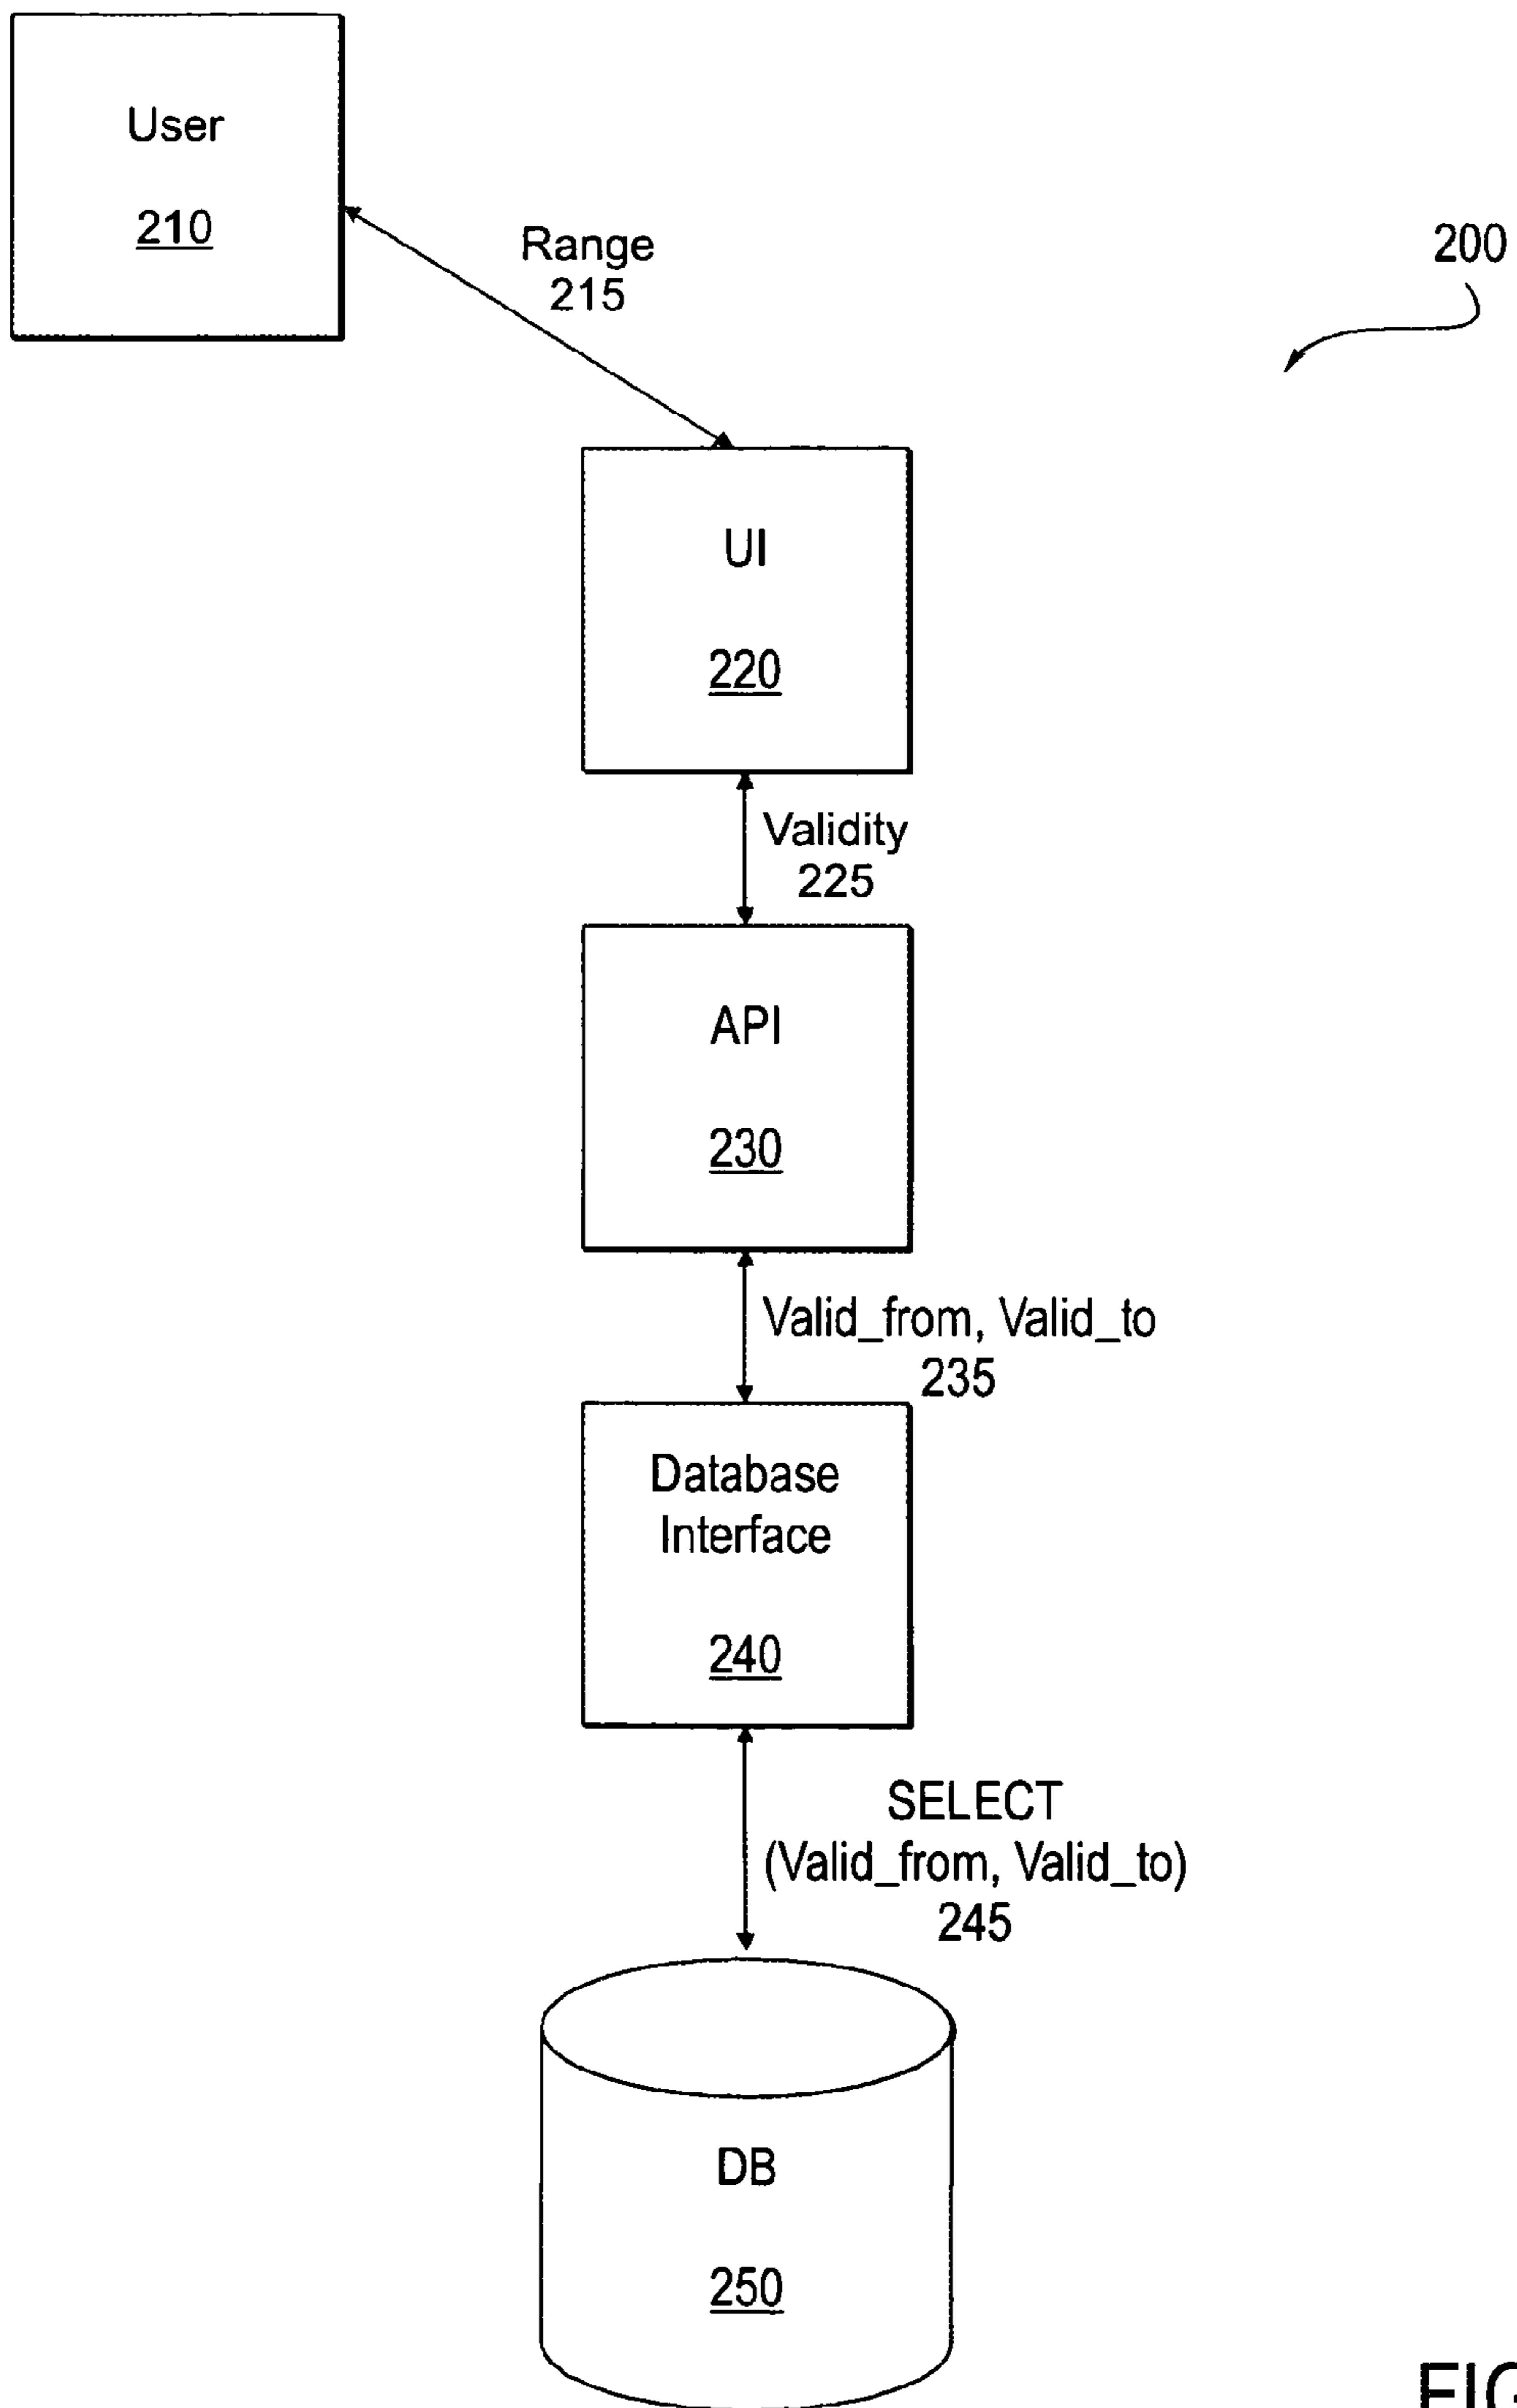 User
210
Range
215
200
UI
220
Validity
225
API
230
Valid_from, Valid_to
235
Database
Interface
240
SELECT
(Valid_from, Valid_to)
245
DB
250
FIG